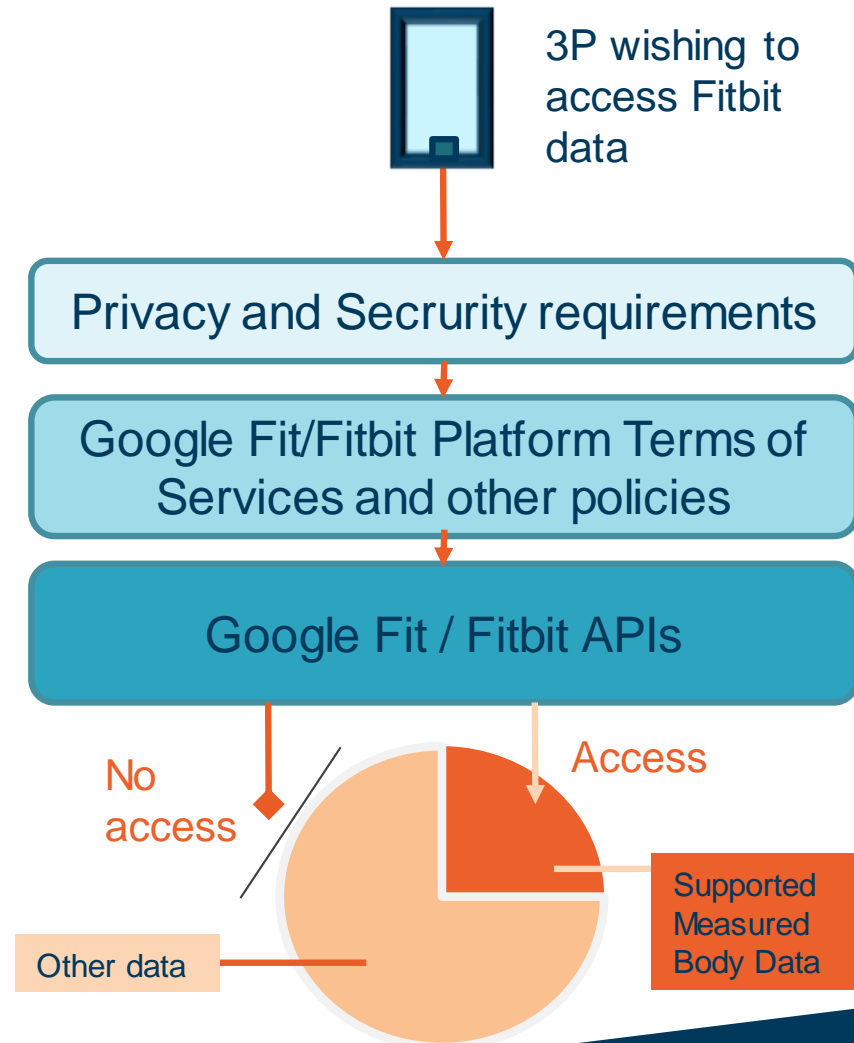 3P wishing to
access Fitbit
data
Privacy and Secrurity requirements
Google Fit/Fitbit Platform Terms of
Services and other policies
Google Fit / Fitbit APIs
No
access
Access
Supported
Measured
Body Data
Other data